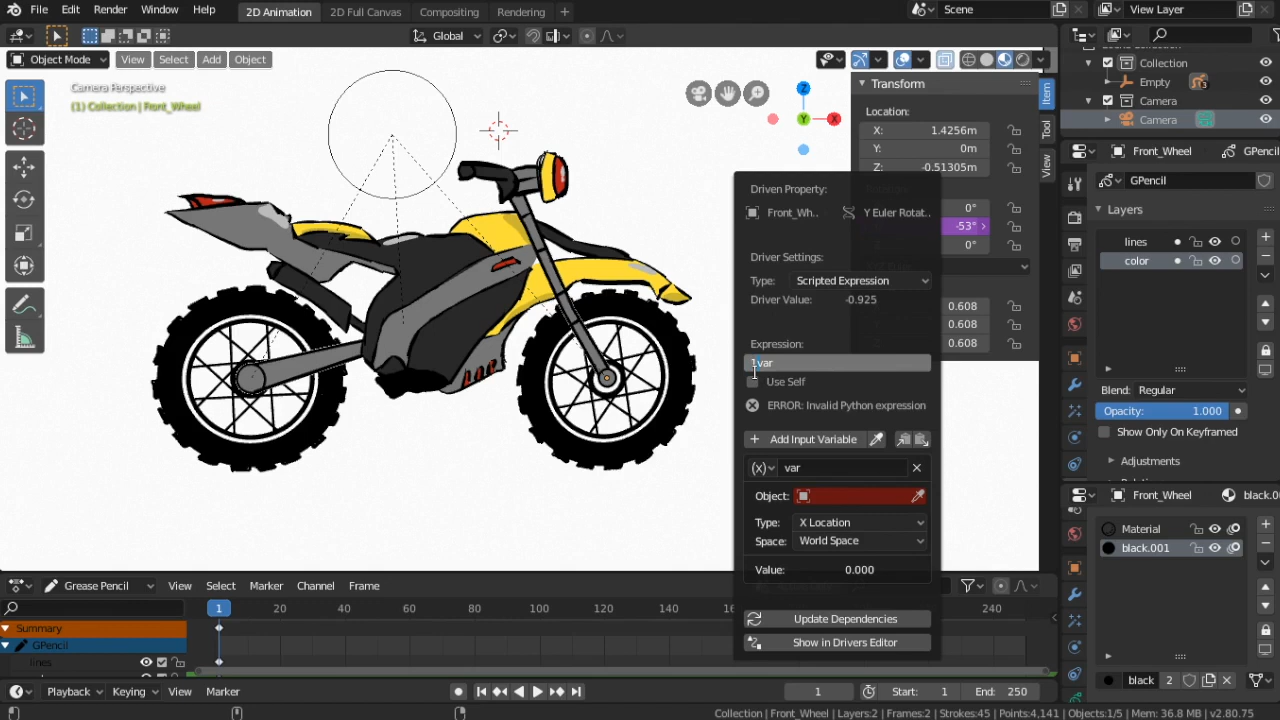 File Edit Render Window Help 2D Animation 2D Full Canvas Compositing Rendering + Scene View Layer
Global
Object Mode View Select Add Object
Camera Perspective
(1) Collection | Front_Wheel
Z
Y
X
Transform
Location:
X: 1.4256m
Y: 0m
Z: -0.51305m
0°
-53°
0°
0.608
0.608
0.608
Item
Tool
View
Driven Property:
Front_Wh.. Y Euler Rotat..
Driver Settings:
Type: Scripted Expression
Driver Value: -0.925
Expression:
1var
Use Self
ERROR: Invalid Python expression
Add Input Variable
(x) var
Object:
Type: X Location
Space: World Space
Value: 0.000
Update Dependencies
Show in Drivers Editor
Collection
Empty 3
Camera
Camera
Front_Wheel GPencil
GPencil
Layers
lines
color
Blend: Regular
Opacity: 1.000
Show Only On Keyframed
Adjustments
Front_Wheel black.0
Material
black.001
black 2
Grease Pencil View Select Marker Channel Frame
1 20 40 60 80 100 120 140 240
Summary
GPencil
lines
Playback Keying View Marker 1 Start: 1 End: 250
Collection | Front_Wheel | Layers:2 | Frames:2 | Strokes:45 | Points:4,141 | Objects:1/5 | Mem: 36.8 MB | v2.80.75